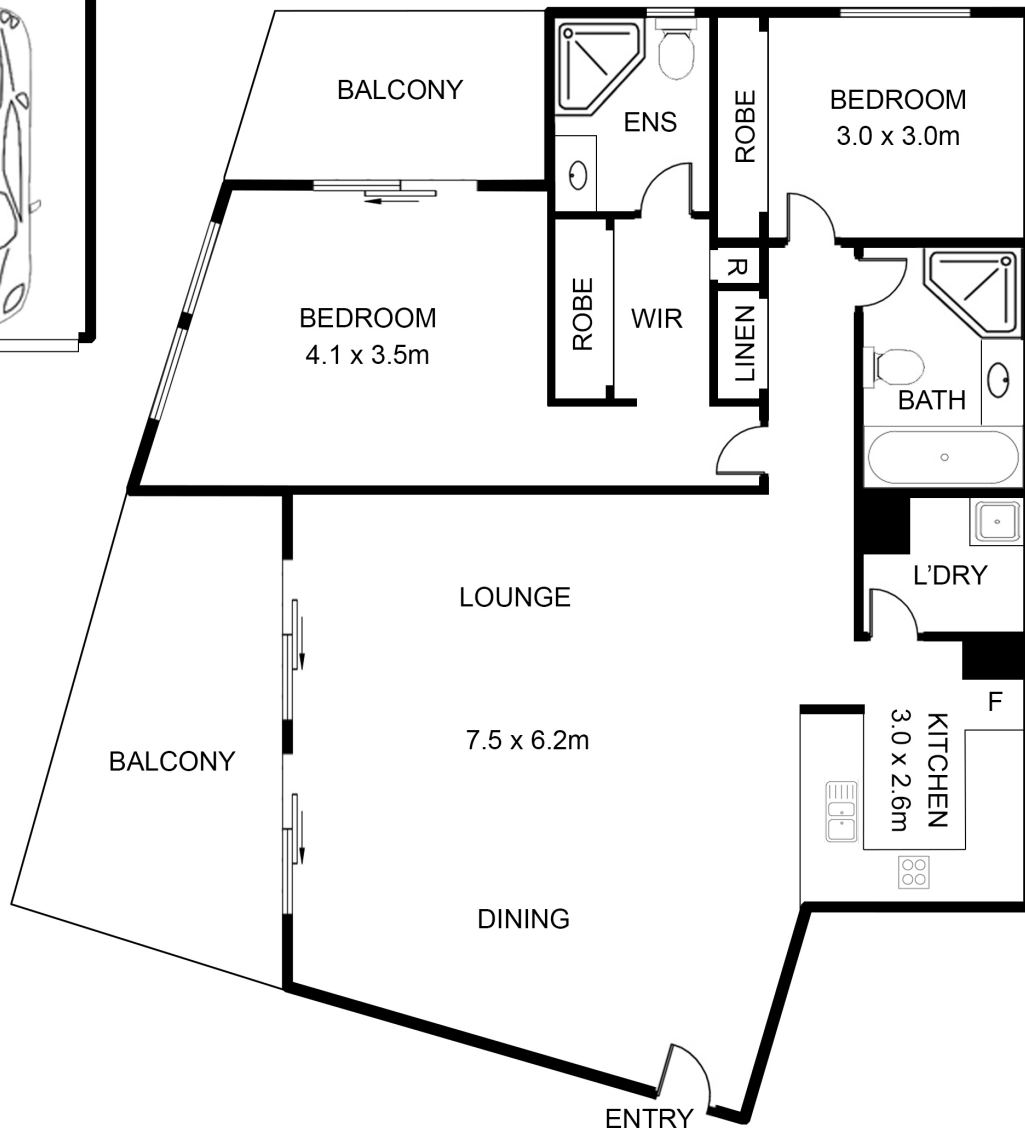 BALCONY
ENS
ROBE
BEDROOM
3.0 x 3.0m
BEDROOM
4.1 x 3.5m
ROBE
WIR
R
LINEN
BATH
LOUNGE
L'DRY
F
BALCONY
7.5 x 6.2m
KITCHEN
3.0 x 2.6m
DINING
ENTRY